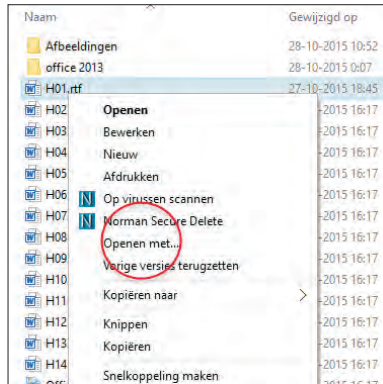 Naam Gewijzigd op
Afbeeldingen 28-10-2015 10:52
office 2013 28-10-2015 0:07
H01.rtf 27-10-2015 18:45
H02 Openen -2015 16:17
H03 Bewerken -2015 16:17
H04 Nieuw -2015 16:17
H05 Afdrukken -2015 16:17
H06 Op virussen scannen -2015 16:17
H07 Norman Secure Delete -2015 16:17
H08 Openen met... -2015 16:17
H09 Vorige versies terugzetten -2015 16:17
H10 -2015 16:17
H11 Kopiëren naar -2015 16:17
H12 Knippen -2015 16:17
H13 Kopiëren -2015 16:17
H14 Snelkoppeling maken -2015 16:17